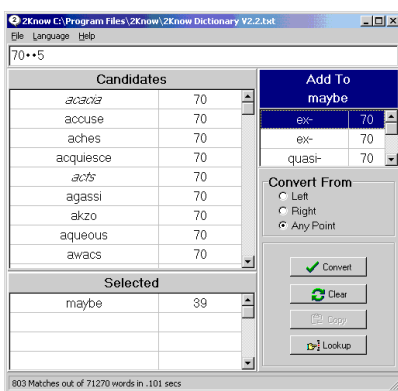 2Know C:\Program Files\2Know\2Know Dictionary V2.2.txt
File Language Help
70••5
Candidates
acacia 70
accuse 70
aches 70
acquiesce 70
acts 70
agassi 70
akzo 70
aqueous 70
awacs 70
Selected
maybe 39
Add To
maybe
ex- 70
ex- 70
quasi- 70
Convert From
Left
Right
Any Point
Convert
Clear
Copy
Lookup
803 Matches out of 71270 words in .101 secs